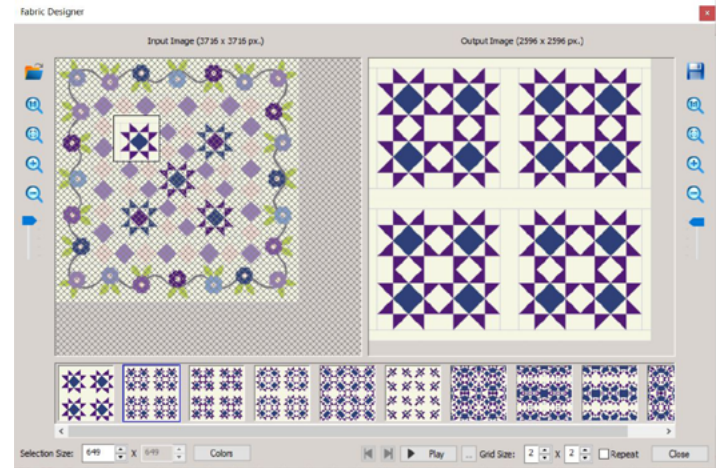 Fabric Designer
Input Image (3716 x 3716 px.) Output Image (2596 x 2596 px.)
Selection Size: 649 X 649 Colors Play ... Grid Size: 2 X 2 Repeat Close